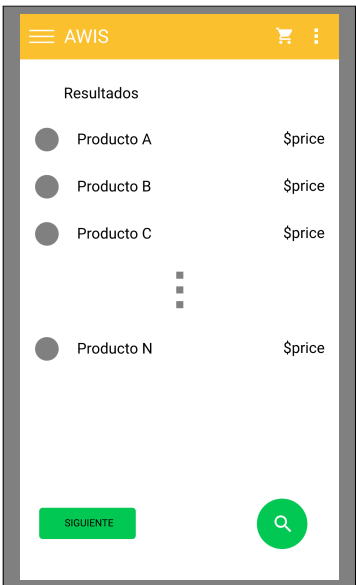 AWIS
Resultados
Producto A $price
Producto B $price
Producto C $price
Producto N $price
SIGUIENTE